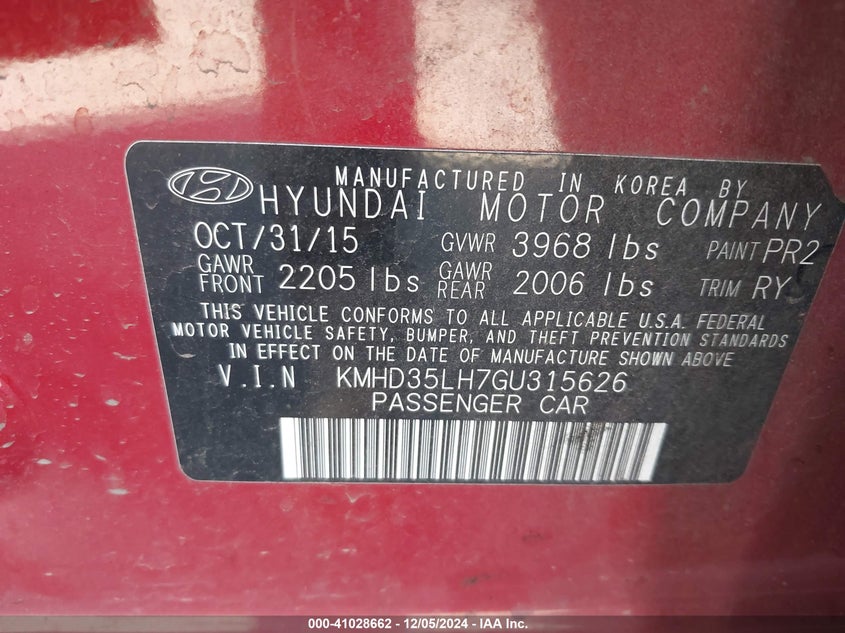 MANUFACTURED IN KOREA BY
HYUNDAI MOTOR COMPANY
OCT/31/15 GVWR 3968 lbs PAINT PR2
GAWR FRONT 2205 lbs GAWR REAR 2006 lbs TRIM RY
THIS VEHICLE CONFORMS TO ALL APPLICABLE U.S.A. FEDERAL
MOTOR VEHICLE SAFETY, BUMPER, AND THEFT PREVENTION STANDARDS
IN EFFECT ON THE DATE OF MANUFACTURE SHOWN ABOVE
V.I.N KMHD35LH7GU315626
PASSENGER CAR
000-41028662 - 12/05/2024 - IAA Inc.